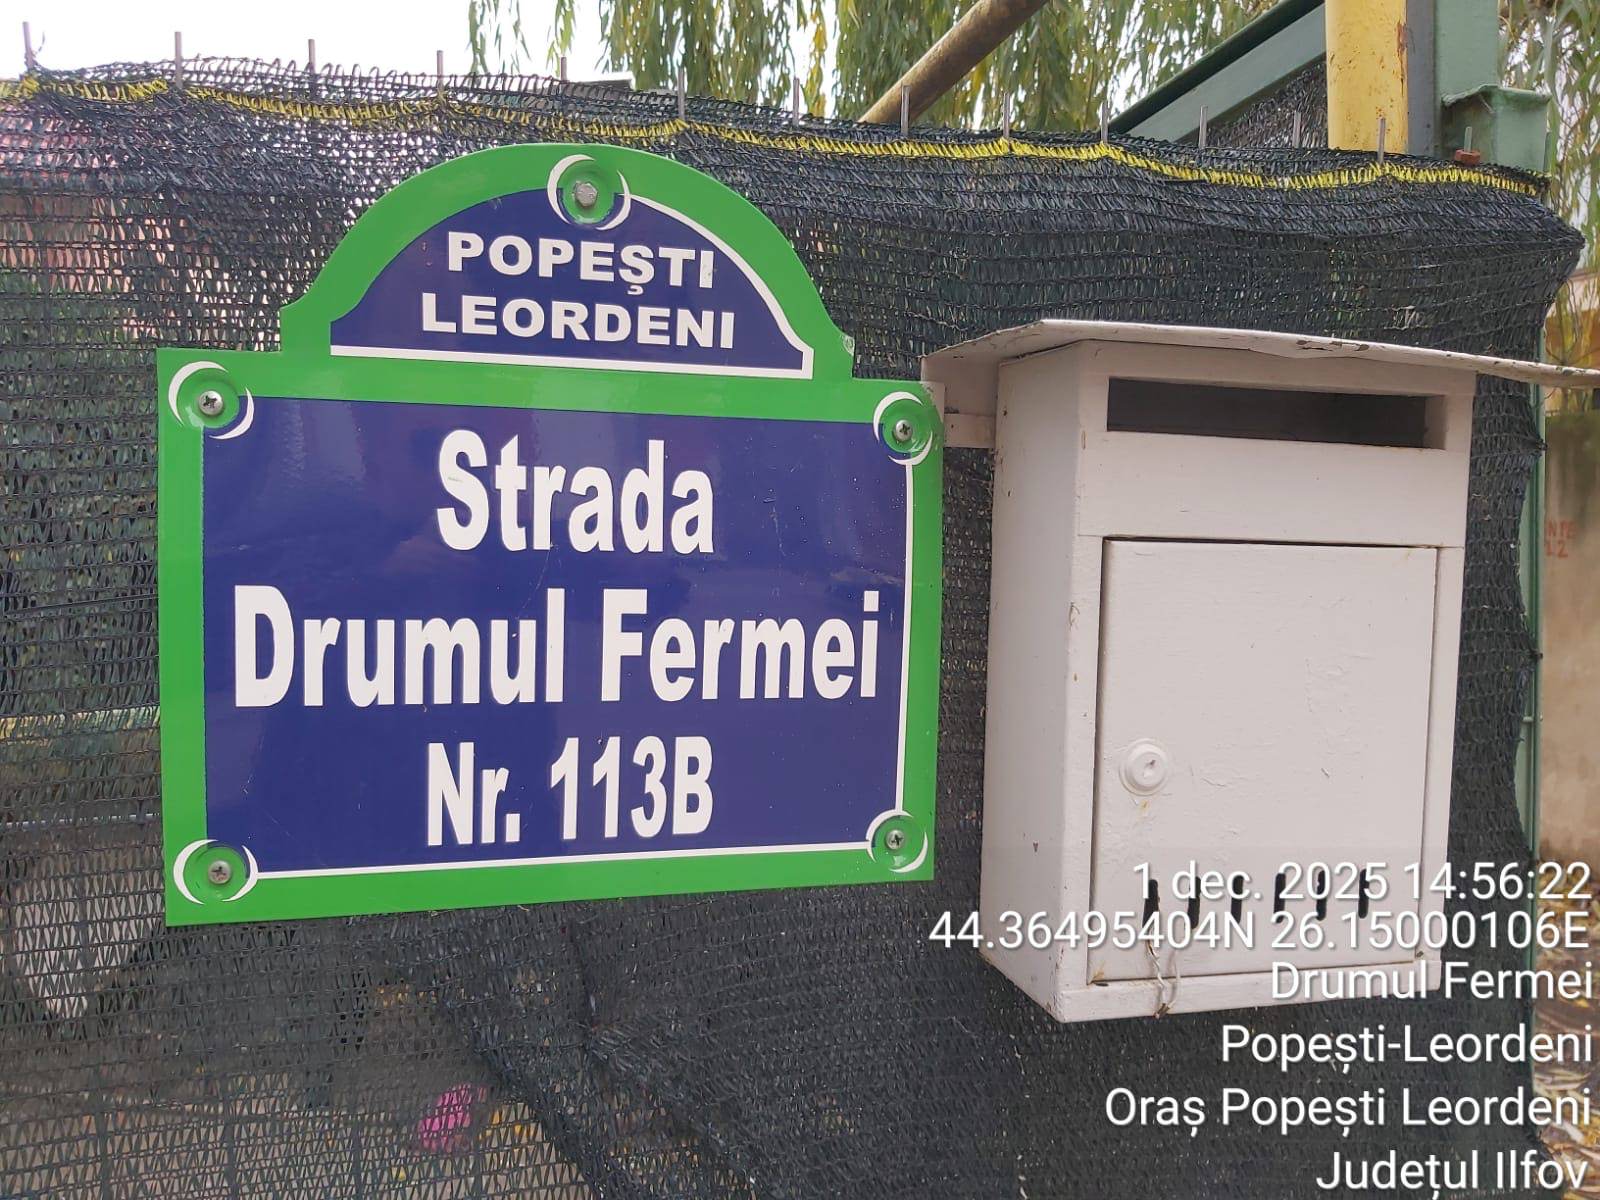 POPEȘTI
LEORDENI
Strada
Drumul Fermei
Nr. 113B
1 dec. 2025 14:56:22
44.36495404N 26.15000106E
Drumul Fermei
Popești-Leordeni
Oraș Popești Leordeni
Județul Ilfov